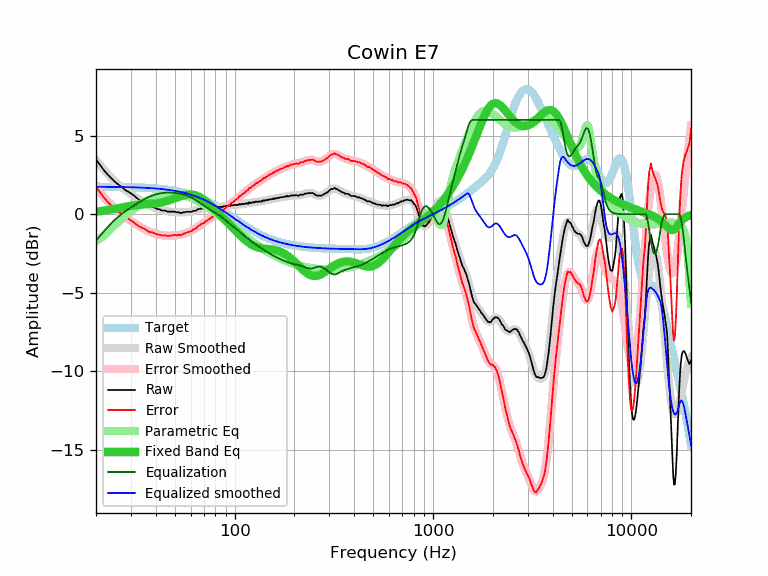 Cowin E7
Amplitude (dBr)
5
0
−5
−10
−15
Target
Raw Smoothed
Error Smoothed
Raw
Error
Parametric Eq
Fixed Band Eq
Equalization
Equalized smoothed
100
1000
10000
Frequency (Hz)